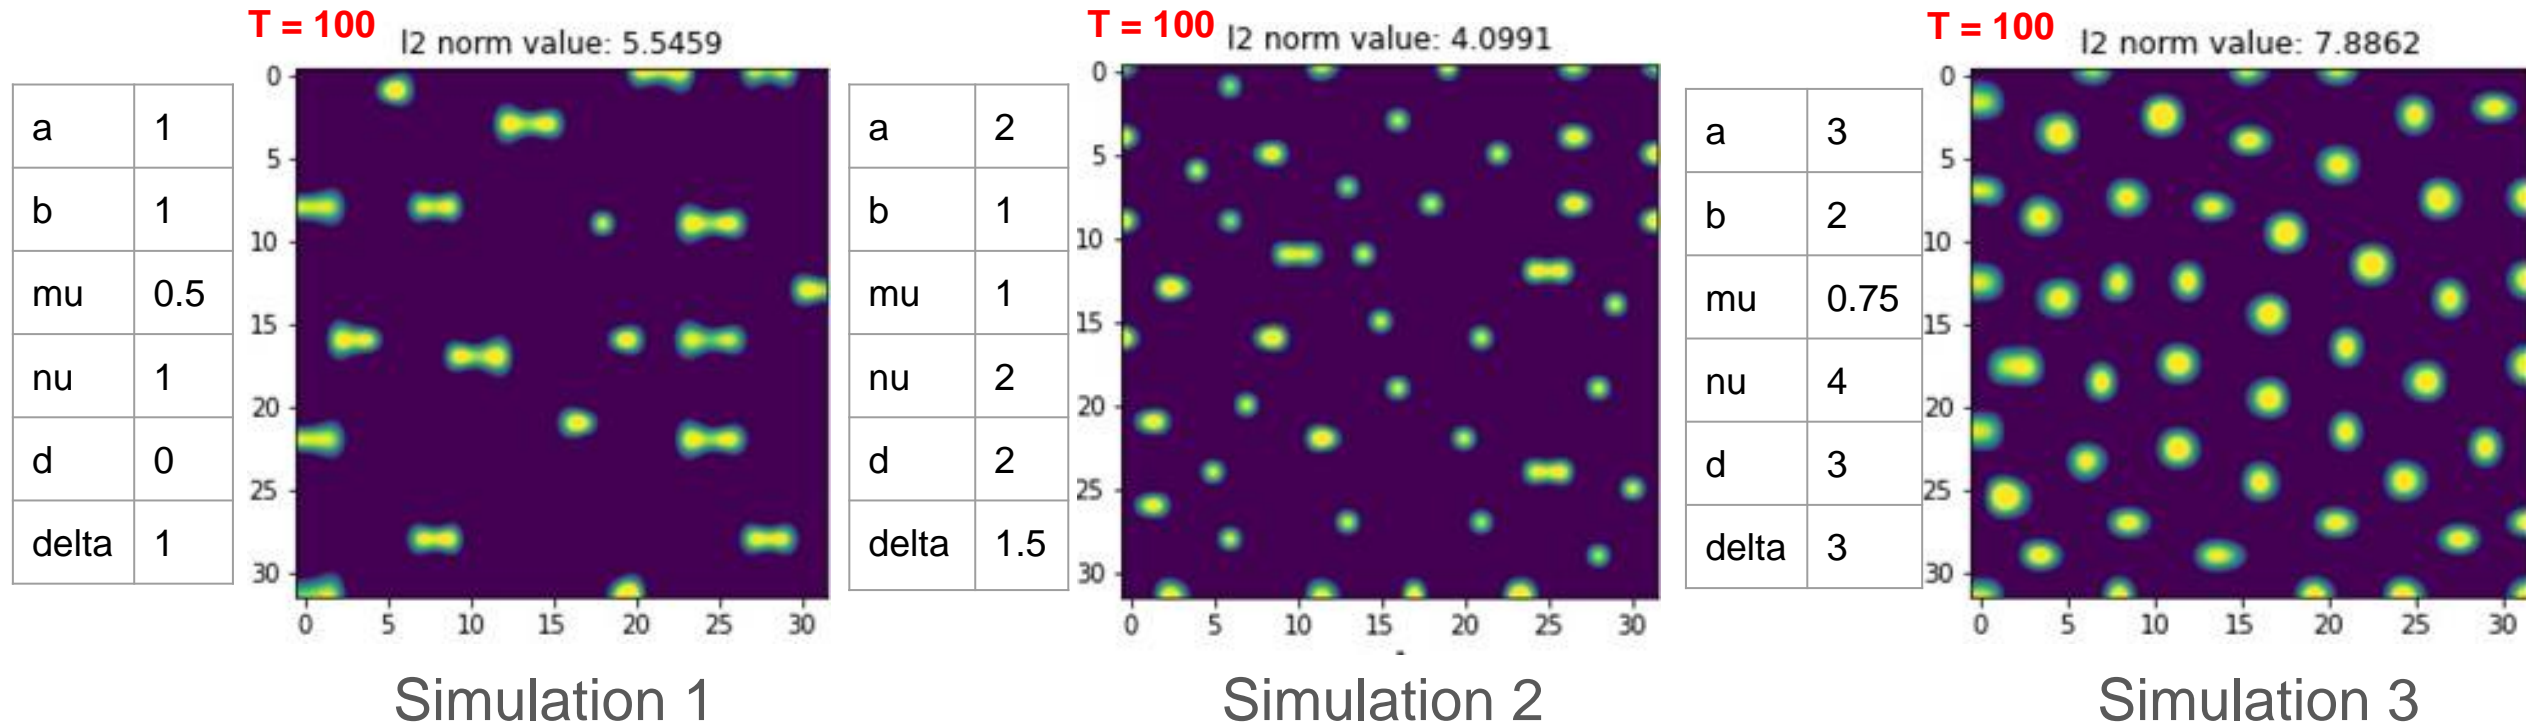 T = 100
l2 norm value: 5.5459
a 1
b 1
mu 0.5
nu 1
d 0
delta 1
0
5
10
15
20
25
30
0 5 10 15 20 25 30
Simulation 1
T = 100
l2 norm value: 4.0991
a 2
b 1
mu 1
nu 2
d 2
delta 1.5
0
5
10
15
20
25
30
0 5 10 15 20 25 30
Simulation 2
T = 100
l2 norm value: 7.8862
a 3
b 2
mu 0.75
nu 4
d 3
delta 3
0
5
10
15
20
25
30
0 5 10 15 20 25 30
Simulation 3